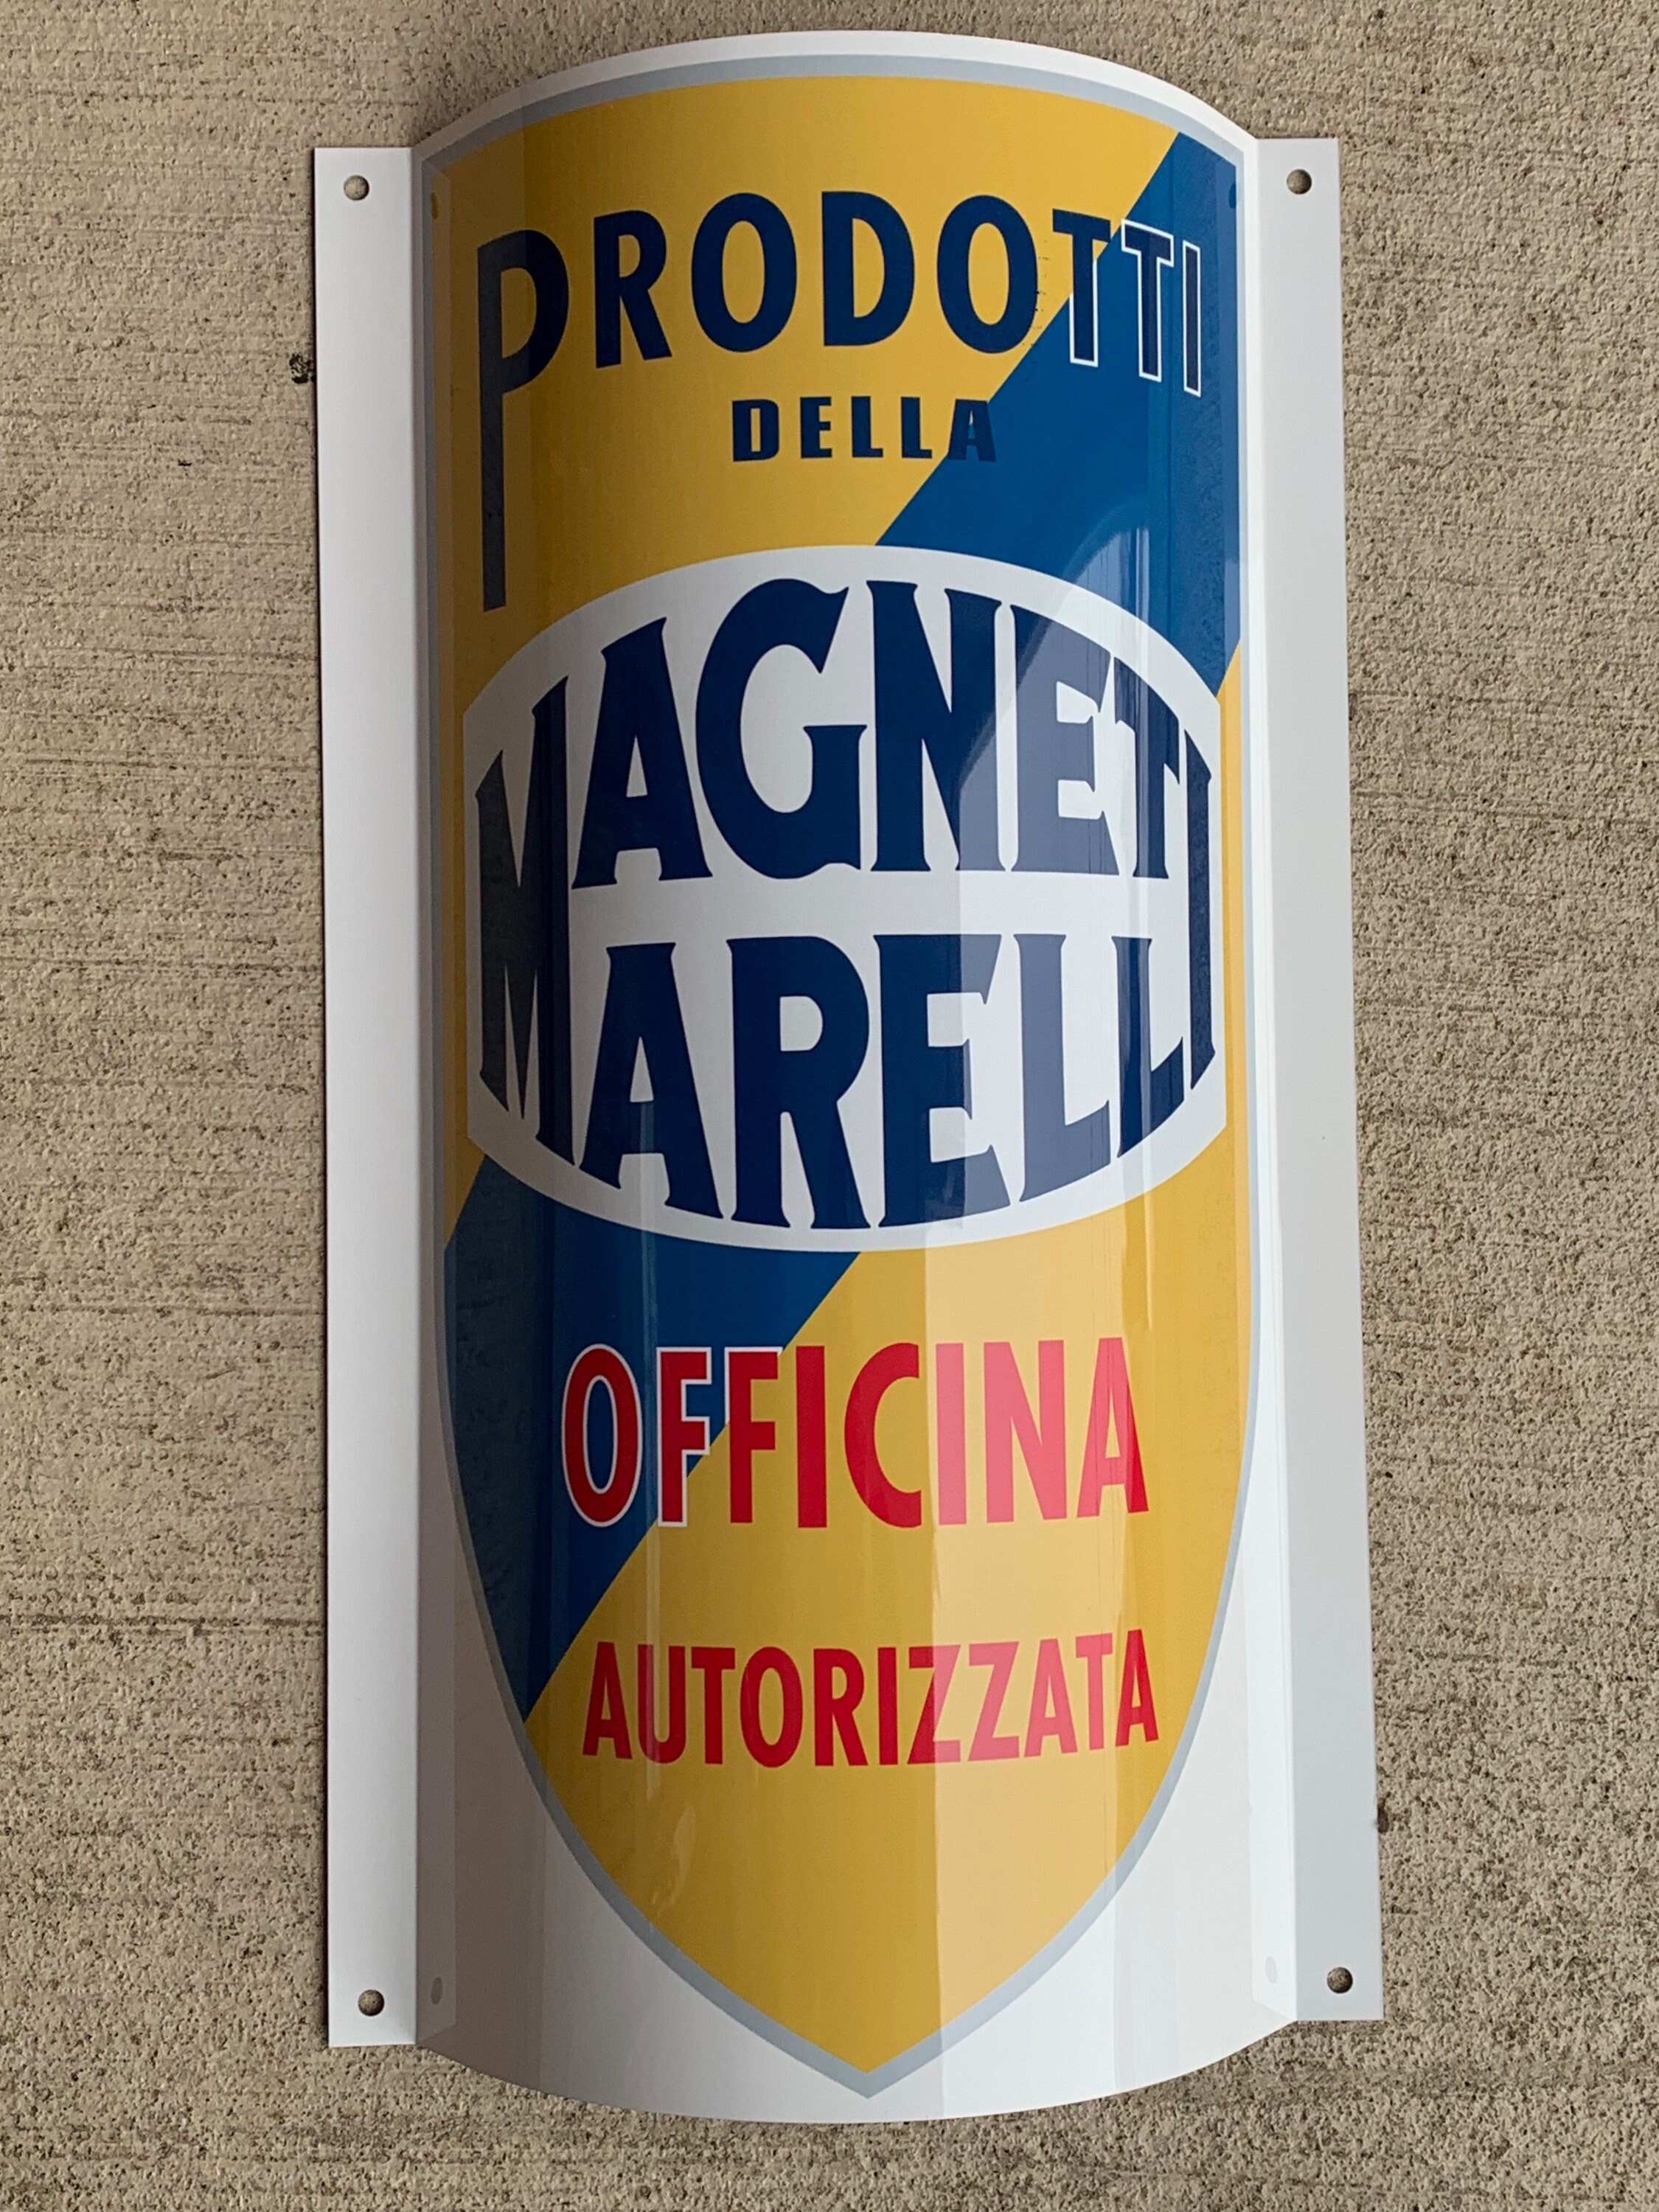 PRODOTTI
DELLA
MAGNETI
MARELLI
OFFICINA
AUTORIZZATA